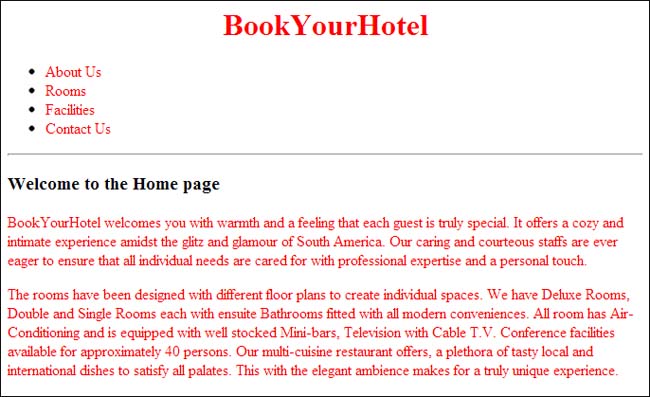 BookYourHotel
About Us
Rooms
Facilities
Contact Us
Welcome to the Home page
BookYourHotel welcomes you with warmth and a feeling that each guest is truly special. It offers a cozy and
intimate experience amidst the glitz and glamour of South America. Our caring and courteous staffs are ever
eager to ensure that all individual needs are cared for with professional expertise and a personal touch.
The rooms have been designed with different floor plans to create individual spaces. We have Deluxe Rooms,
Double and Single Rooms each with ensuite Bathrooms fitted with all modern conveniences. All room has Air-
Conditioning and is equipped with well stocked Mini-bars, Television with Cable T.V. Conference facilities
available for approximately 40 persons. Our multi-cuisine restaurant offers, a plethora of tasty local and
international dishes to satisfy all palates. This with the elegant ambience makes for a truly unique experience.